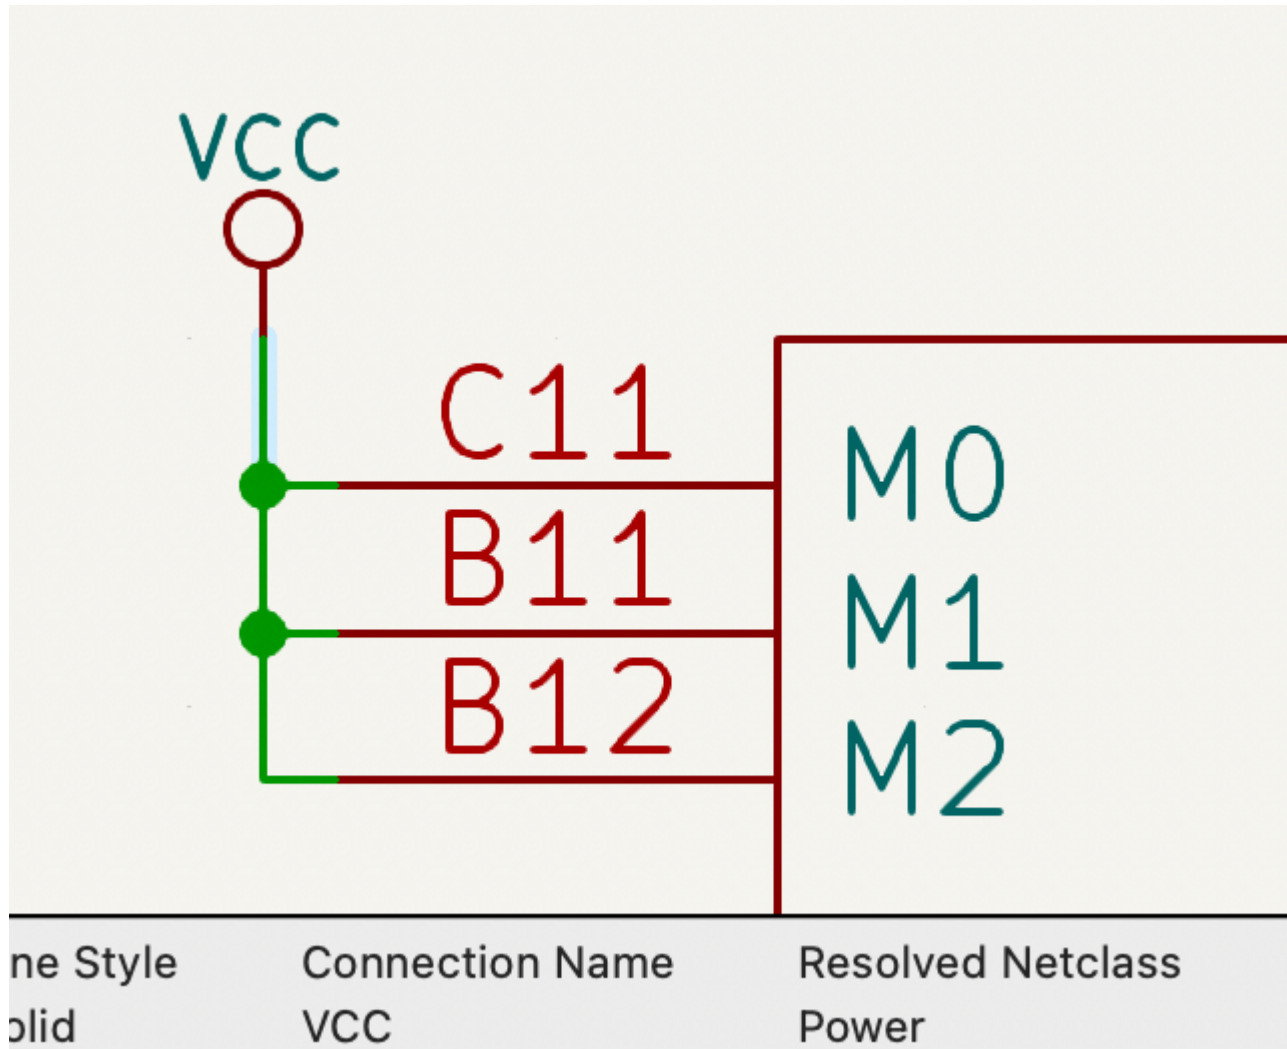 VCC
C11
M0
B11
M1
B12
M2
ne Style Connection Name Resolved Netclass
olid VCC Power